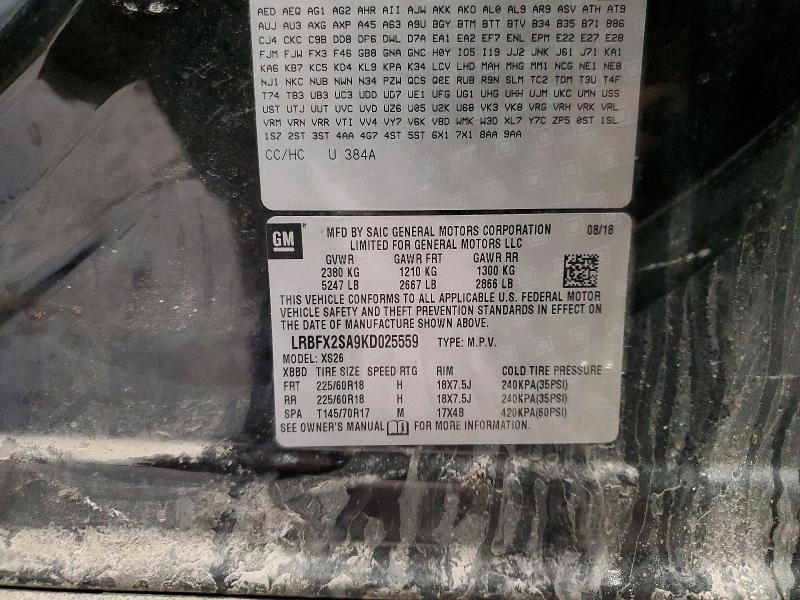 AED AEQ AG1 AG2 AHR AII AJW AKK AKO AL0 AL9 AR9 ASV ATH AT9
AUJ AU3 AXG AXP A45 A63 A9U BGY BTM BTT BTV B34 B35 B71 B86
CJ4 CKC C9B DD8 DF6 DWL D7A EA1 EA2 EF7 ENL EPM E22 E27 E28
FJM FJW FX3 F46 GB8 GNA GNC H0Y IO5 I19 JJ2 JNK J61 J71 KA1
KA6 KB7 KC5 KD4 KL9 KPA K34 LCV LHD MAH MHG MM1 NCG NE1 NE8
NJ1 NKC NUB NWN N34 PZW QCS Q0E RUB R9N SLM TC2 TDM T3U T4F
T74 T83 UB3 UC3 UDD UD7 UE1 UFG UG1 UHG UHH UJM UKC UMN USS
UST UTJ UUT UVC UVD UZ6 U05 U2K U68 VK3 VK8 VRG VRH VRK VRL
VRM VRN VRR VTI VV4 VY7 V6K VBD WMK W3D XL7 Y7C ZP5 0ST 1SL
1SZ 2ST 3ST 4AA 4G7 4ST 5ST 6X1 7X1 8AA 9AA
CC/HC U 384A
GM MFD BY SAIC GENERAL MOTORS CORPORATION 08/18
LIMITED FOR GENERAL MOTORS LLC
GVWR GAWR FRT GAWR RR
2380 KG 1210 KG 1300 KG
5247 LB 2667 LB 2866 LB
THIS VEHICLE CONFORMS TO ALL APPLICABLE U.S. FEDERAL MOTOR
VEHICLE SAFETY AND THEFT PREVENTION STANDARDS IN EFFECT ON
THE DATE OF MANUFACTURE SHOWN ABOVE.
LRBFX2SA9KD025559 TYPE: M.P.V.
MODEL: XS26
XBBD TIRE SIZE SPEED RTG RIM COLD TIRE PRESSURE
FRT 225/60R18 H 18X7.5J 240KPA(35PSI)
RR 225/60R18 H 18X7.5J 240KPA(35PSI)
SPA T145/70R17 M 17X4B 420KPA(60PSI)
SEE OWNER'S MANUAL FOR MORE INFORMATION.